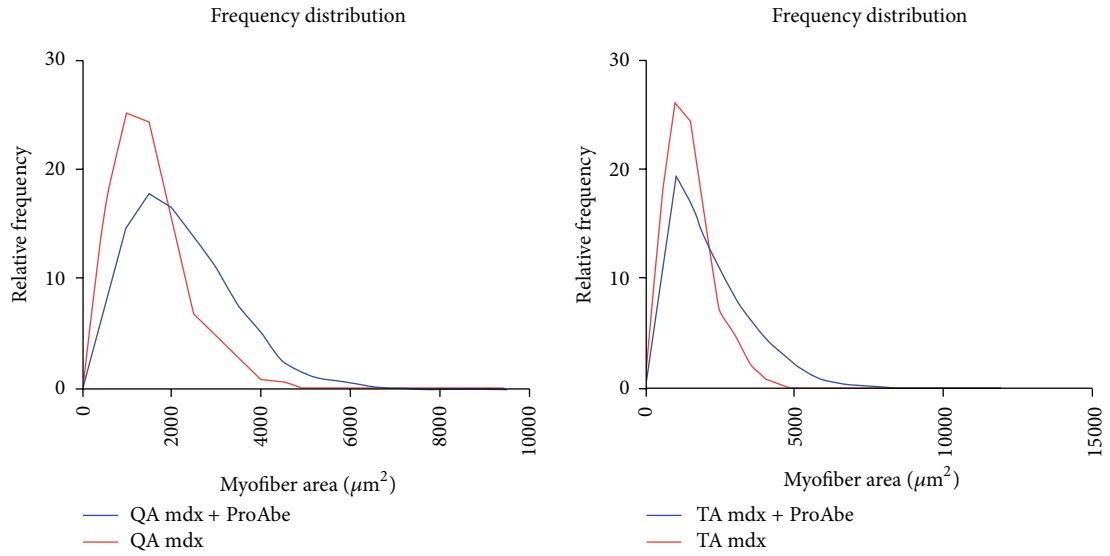 Frequency distribution
30
20
10
0
Relative frequency
0
2000
4000
6000
8000
10000
Myofiber area (μm²)
QA mdx + ProAbe
QA mdx
Frequency distribution
30
20
10
0
Relative frequency
0
5000
10000
15000
Myofiber area (μm²)
TA mdx + ProAbe
TA mdx